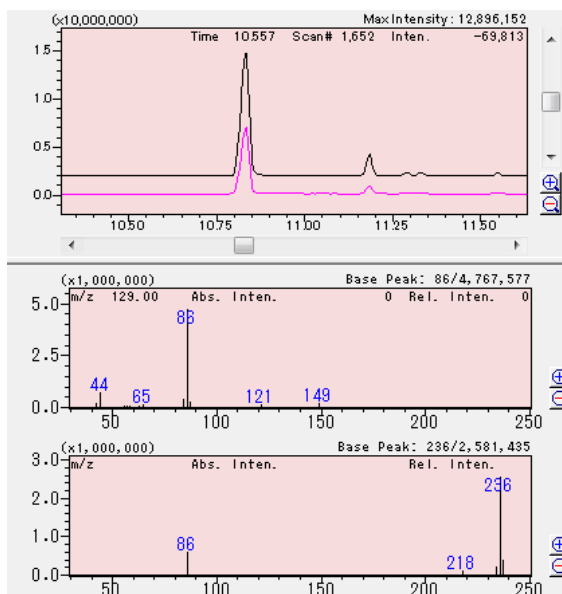 (×10,000,000) Max Intensity: 12,896,152
Time 10.557 Scan# 1,652 Inten. -69,813
1.5
1.0
0.5
0.0
10.50 10.75 11.00 11.25 11.50
(×1,000,000) Base Peak: 86/4,767,577
m/z 129.00 Abs. Inten. 0 Rel. Inten. 0
5.0
86
2.5
44 65 121 149
0.0
50 100 150 200 250
(×1,000,000) Base Peak: 236/2,581,435
m/z Abs. Inten. Rel. Inten.
3.0
236
2.0
1.0
86 218
0.0
50 100 150 200 250